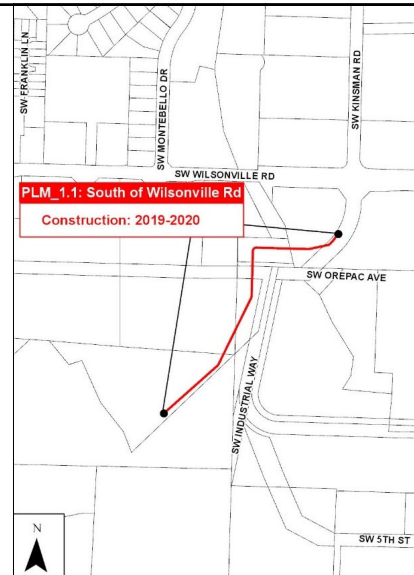 SW FRANKLIN LN
SW MONTEBELLO DR
SW KINSMAN RD
SW WILSONVILLE RD
PLM_1.1: South of Wilsonville Rd
Construction: 2019-2020
SW OREPAC AVE
SW INDUSTRIAL WAY
SW 5TH ST
N